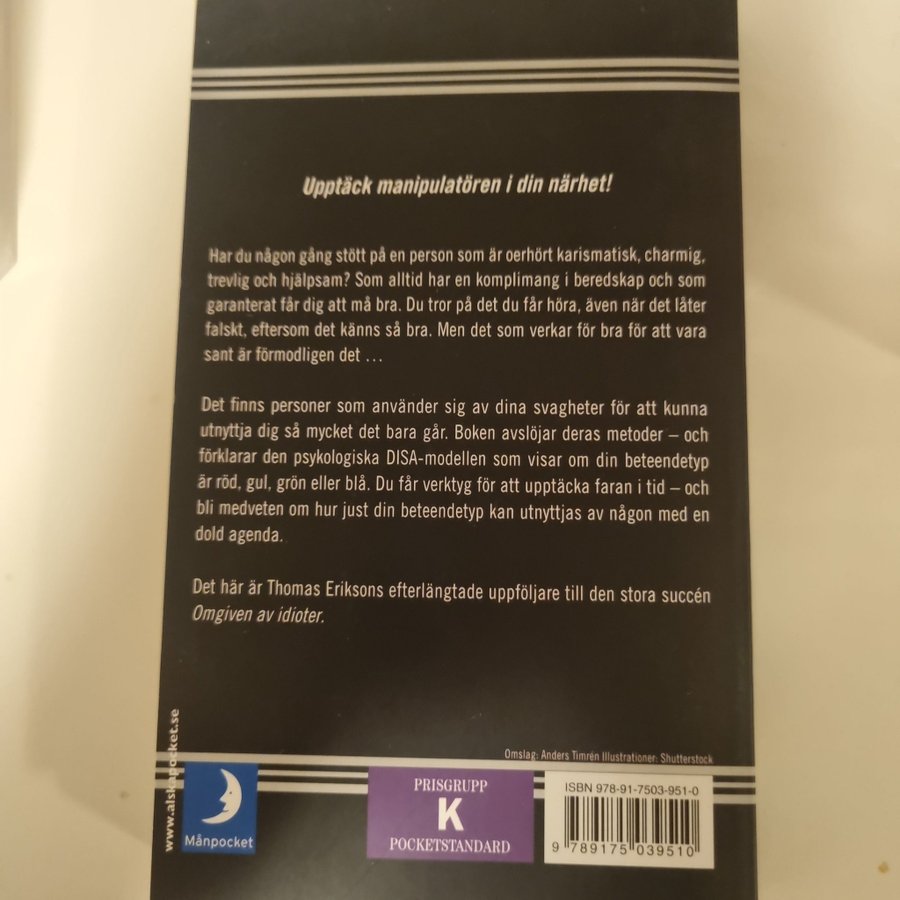 Upptäck manipulatören i din närhet!
Har du någon gång stött på en person som är oerhört karismatisk, charmig,
trevlig och hjälpsam? Som alltid har en komplimang i beredskap och som
garanterat får dig att må bra. Du tror på det du får höra, även när det låter
falskt, eftersom det känns så bra. Men det som verkar för bra för att vara
sant är förmodligen det …
Det finns personer som använder sig av dina svagheter för att kunna
utnyttja dig så mycket det bara går. Boken avslöjar deras metoder – och
förklarar den psykologiska DISA-modellen som visar om din beteendetyp
är röd, gul, grön eller blå. Du får verktyg för att upptäcka faran i tid – och
bli medveten om hur just din beteendetyp kan utnyttjas av någon med en
dold agenda.
Det här är Thomas Eriksons efterlängtade uppföljare till den stora succén
Omgiven av idioter.
www.alskapocket.se
Omslag: Anders Timrén Illustrationer: Shutterstock
Månpocket
PRISGRUPP
K
POCKETSTANDARD
ISBN 978-91-7503-951-0
9 789175 039510